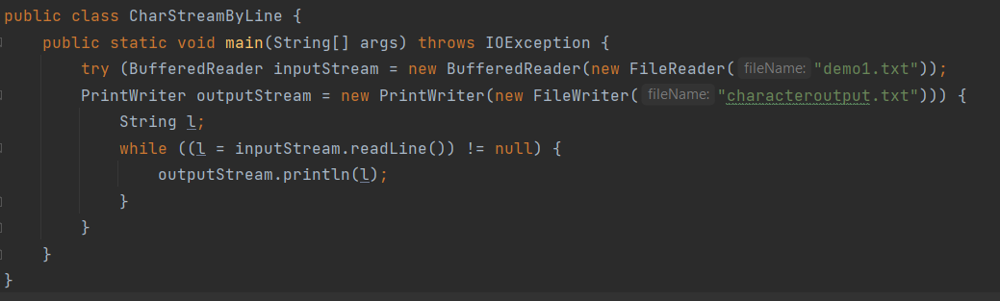 public class CharStreamByLine {
public static void main(String[] args) throws IOException {
try (BufferedReader inputStream = new BufferedReader(new FileReader( fileName: "demo1.txt"));
PrintWriter outputStream = new PrintWriter(new FileWriter( fileName: "characteroutput.txt"))) {
String l;
while ((l = inputStream.readLine()) != null) {
outputStream.println(l);
}
}
}
}